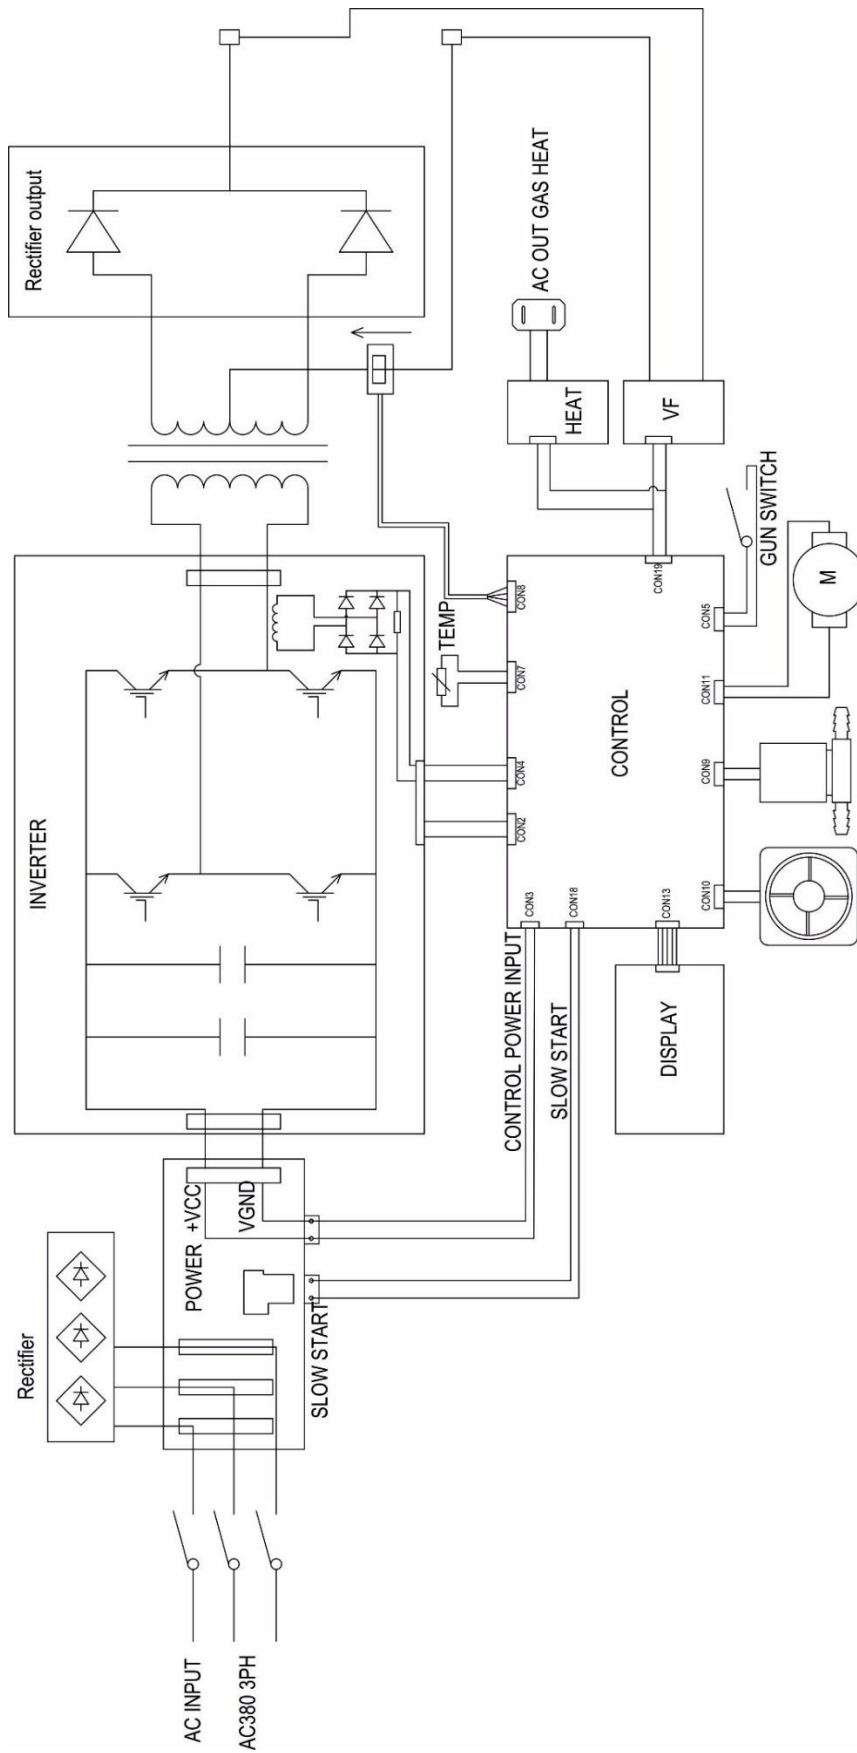 Rectifier output
AC OUT GAS HEAT
HEAT
VF
GUN SWITCH
M
INVERTER
TEMP
CON8
CON7
CON4
CON2
CON19
CON5
CON11
CON9
CON10
CONTROL
CON3
CON18
CON13
CONTROL POWER INPUT
SLOW START
DISPLAY
Rectifier
POWER
+VCC
VGND
SLOW START
AC INPUT
AC380 3PH